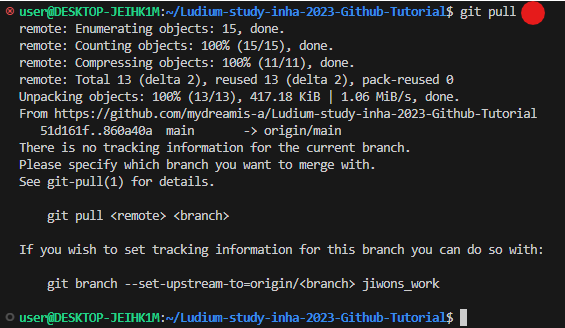 user@DESKTOP-JEIHK1M:~/Ludium-study-inha-2023-Github-Tutorial$ git pull
remote: Enumerating objects: 15, done.
remote: Counting objects: 100% (15/15), done.
remote: Compressing objects: 100% (11/11), done.
remote: Total 13 (delta 2), reused 13 (delta 2), pack-reused 0
Unpacking objects: 100% (13/13), 417.18 KiB | 1.06 MiB/s, done.
From https://github.com/mydreamis-a/Ludium-study-inha-2023-Github-Tutorial
   51d161f..860a40a  main       -> origin/main
There is no tracking information for the current branch.
Please specify which branch you want to merge with.
See git-pull(1) for details.

    git pull <remote> <branch>

If you wish to set tracking information for this branch you can do so with:

    git branch --set-upstream-to=origin/<branch> jiwons_work

user@DESKTOP-JEIHK1M:~/Ludium-study-inha-2023-Github-Tutorial$